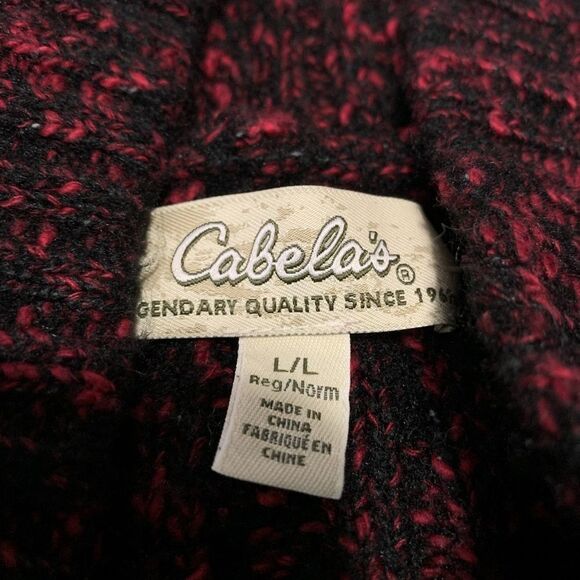 Cabela's®
GENDARY QUALITY SINCE 196
L/L
Reg/Norm
MADE IN
CHINA
FABRIQUÉ EN
CHINE